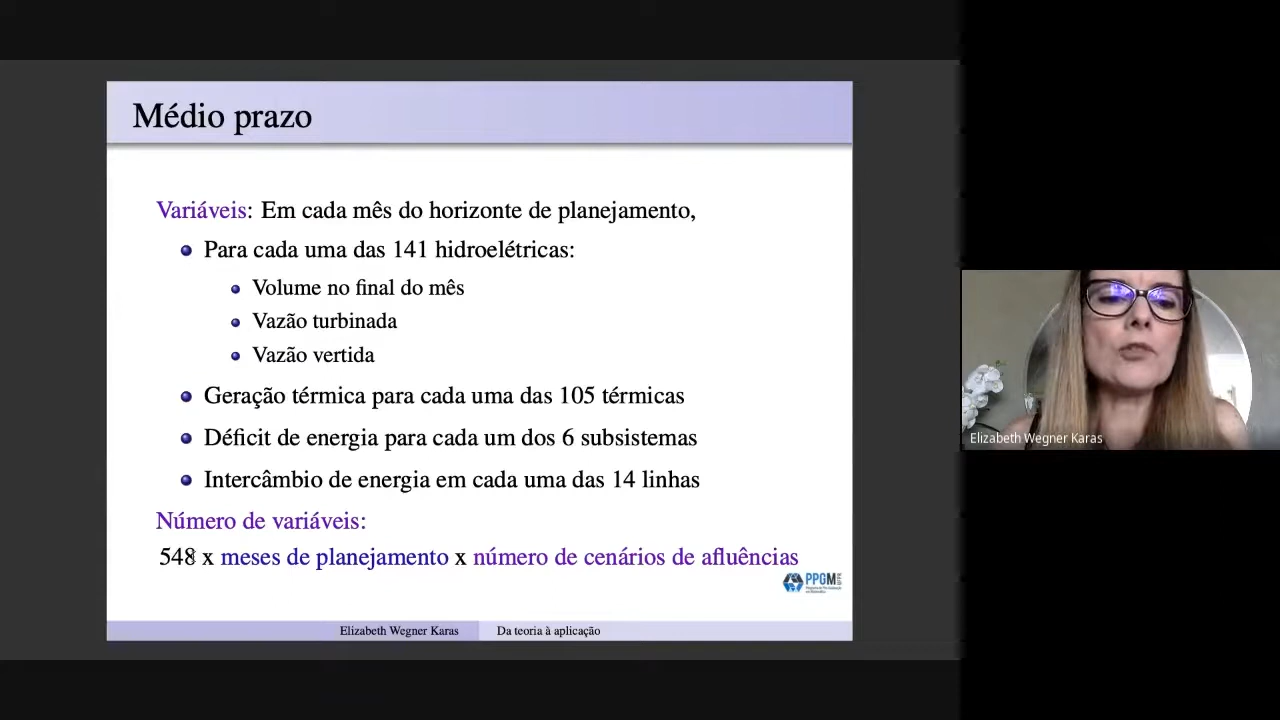 Médio prazo
Variáveis: Em cada mês do horizonte de planejamento,
Para cada uma das 141 hidroelétricas:
Volume no final do mês
Vazão turbinada
Vazão vertida
Geração térmica para cada uma das 105 térmicas
Déficit de energia para cada um dos 6 subsistemas
Intercâmbio de energia em cada uma das 14 linhas
Número de variáveis:
548 x meses de planejamento x número de cenários de afluências
PPGM
Elizabeth Wegner Karas
Da teoria à aplicação
Elizabeth Wegner Karas